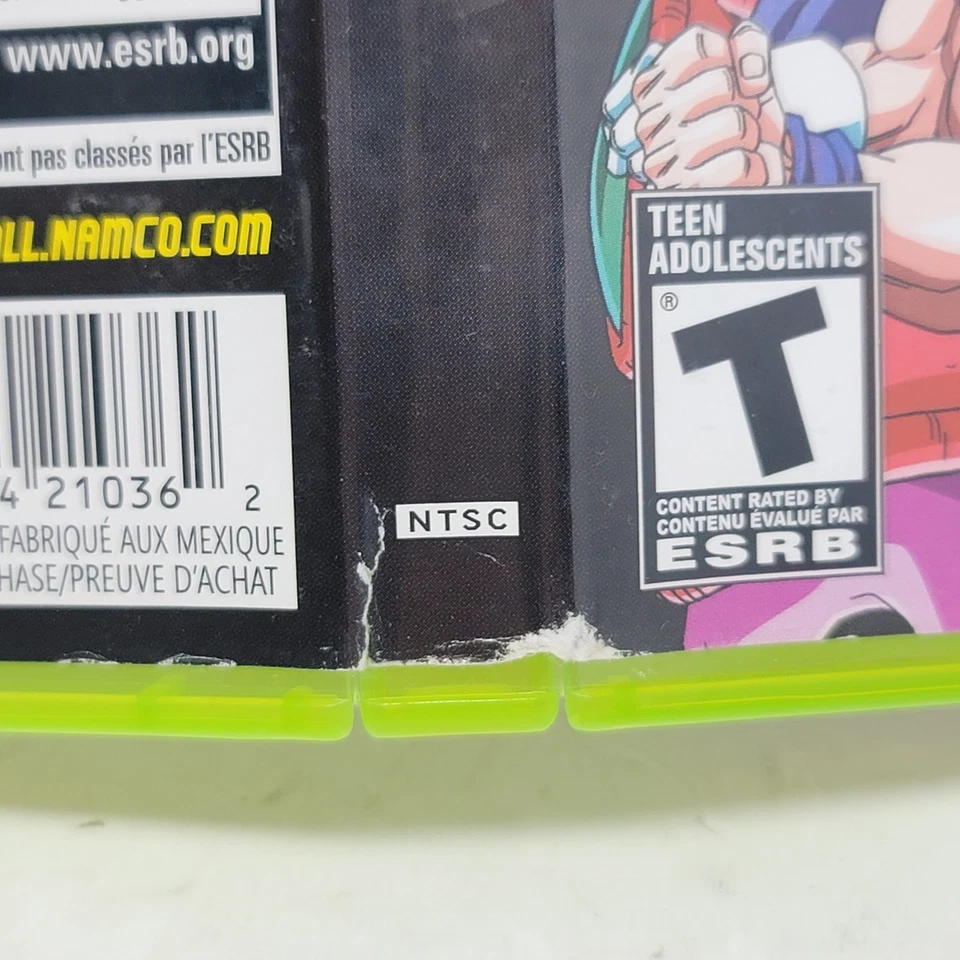 www.esrb.org
nt pas classés par l'ESRB
LL.NAMCO.COM
4 21036 2
FABRIQUÉ AUX MEXIQUE
HASE/PREUVE D'ACHAT
NTSC
TEEN
ADOLESCENTS
®
T
CONTENT RATED BY
CONTENU ÉVALUÉ PAR
ESRB